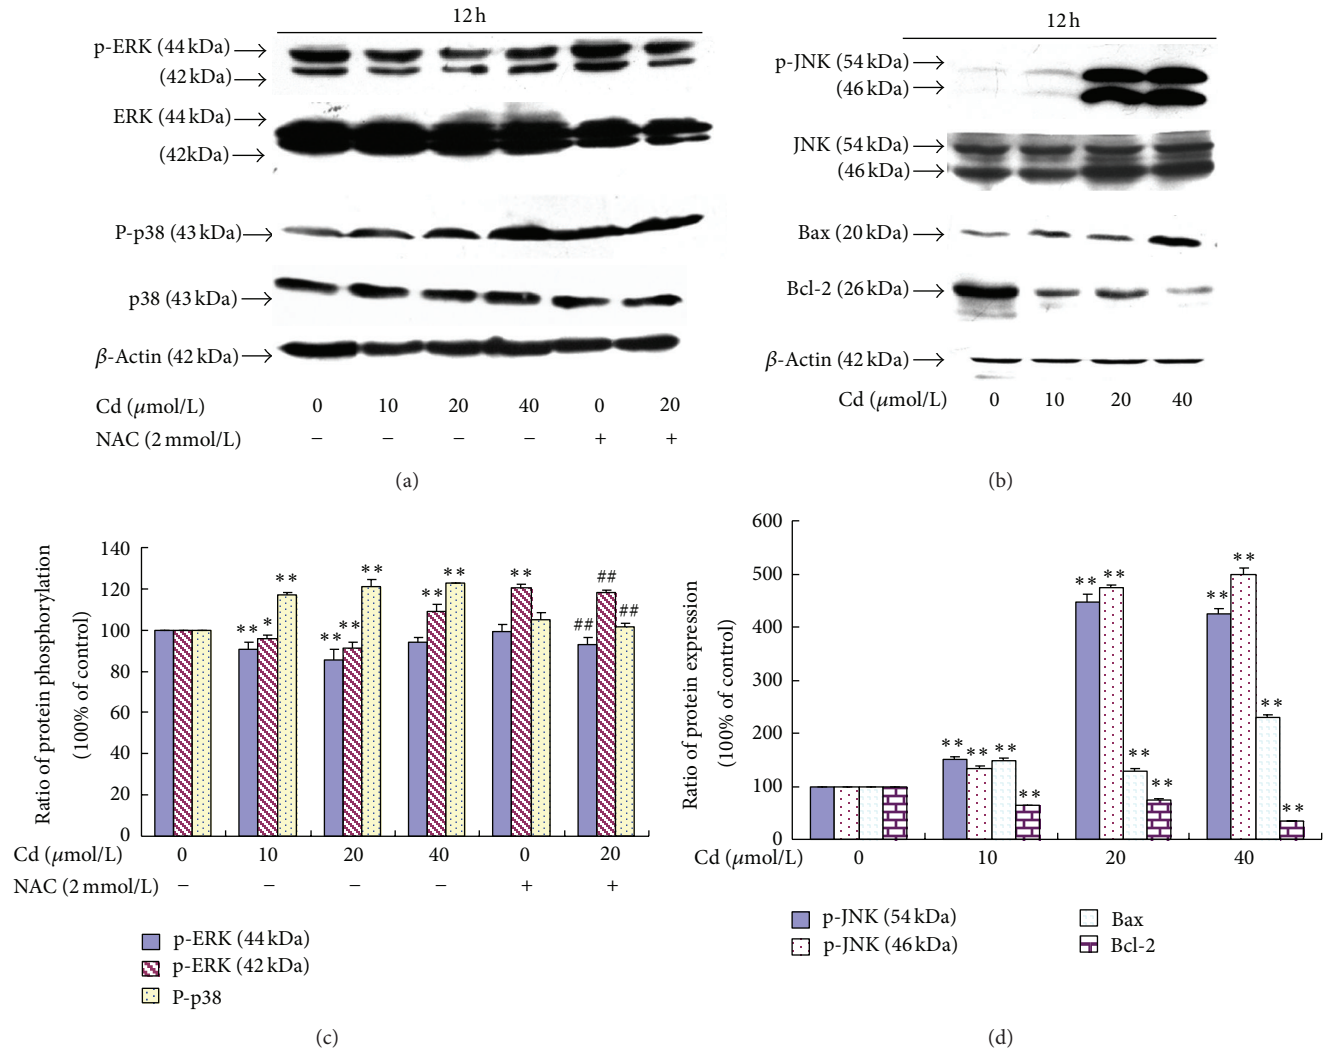 12 h
p-ERK (44 kDa)
(42 kDa)
ERK (44 kDa)
(42kDa)
P-p38 (43 kDa)
p38 (43 kDa)
β-Actin (42 kDa)
Cd (μmol/L) 0 10 20 40 0 20
NAC (2 mmol/L) − − − − + +
(a)
12 h
p-JNK (54 kDa)
(46 kDa)
JNK (54 kDa)
(46 kDa)
Bax (20 kDa)
Bcl-2 (26 kDa)
β-Actin (42 kDa)
Cd (μmol/L) 0 10 20 40
(b)
Ratio of protein phosphorylation
(100% of control)
140
120
100
80
60
40
20
0
** * **
** ** **
** **
**
## ## ##
Cd (μmol/L) 0 10 20 40 0 20
NAC (2 mmol/L) − − − − + +
p-ERK (44 kDa)
p-ERK (42 kDa)
P-p38
(c)
Ratio of protein expression
(100% of control)
600
500
400
300
200
100
0
** ** ** **
** ** ** **
** ** ** **
Cd (μmol/L) 0 10 20 40
p-JNK (54 kDa)
p-JNK (46 kDa)
Bax
Bcl-2
(d)